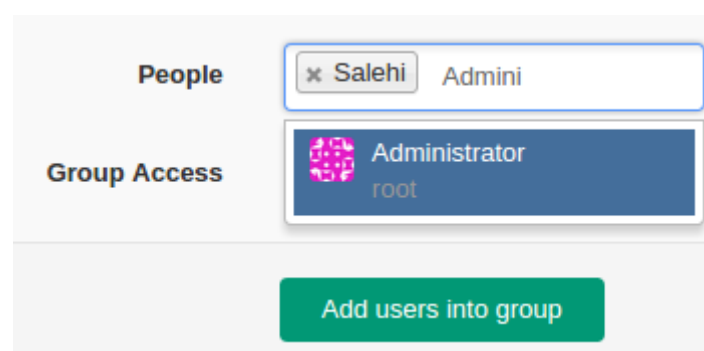 People
× Salehi Admini
Administrator
root
Group Access
Add users into group